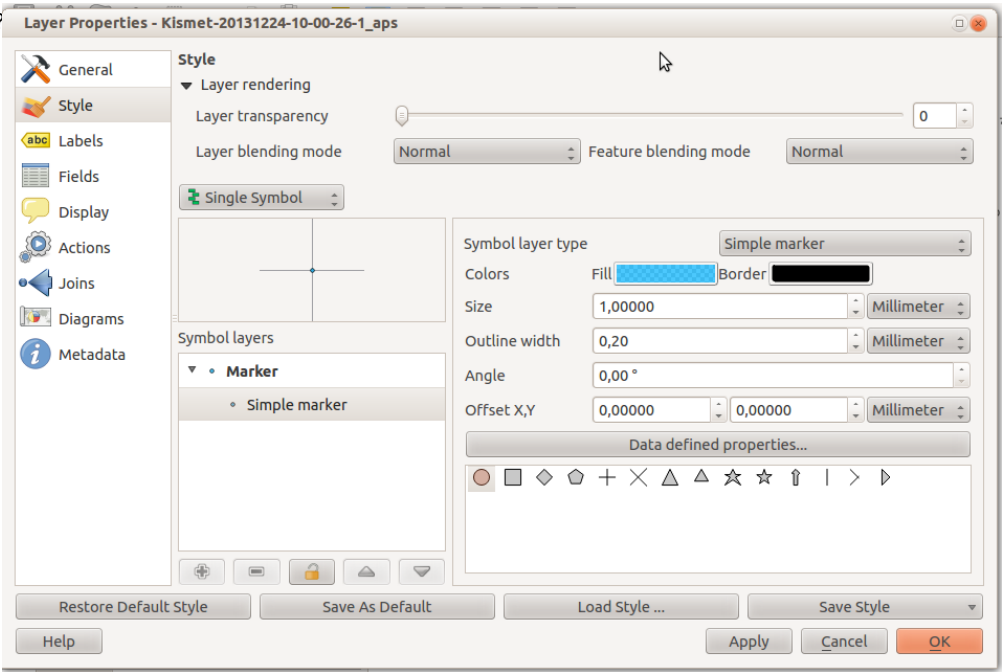 Layer Properties - Kismet-20131224-10-00-26-1_aps
General
Style
abc Labels
Fields
Display
Actions
Joins
Diagrams
i Metadata
Style
Layer rendering
Layer transparency 0
Layer blending mode Normal Feature blending mode Normal
Single Symbol
Symbol layers
Marker
Simple marker
Symbol layer type Simple marker
Colors Fill Border
Size 1,00000 Millimeter
Outline width 0,20 Millimeter
Angle 0,00 °
Offset X,Y 0,00000 0,00000 Millimeter
Data defined properties...
Restore Default Style Save As Default Load Style ... Save Style
Help Apply Cancel OK